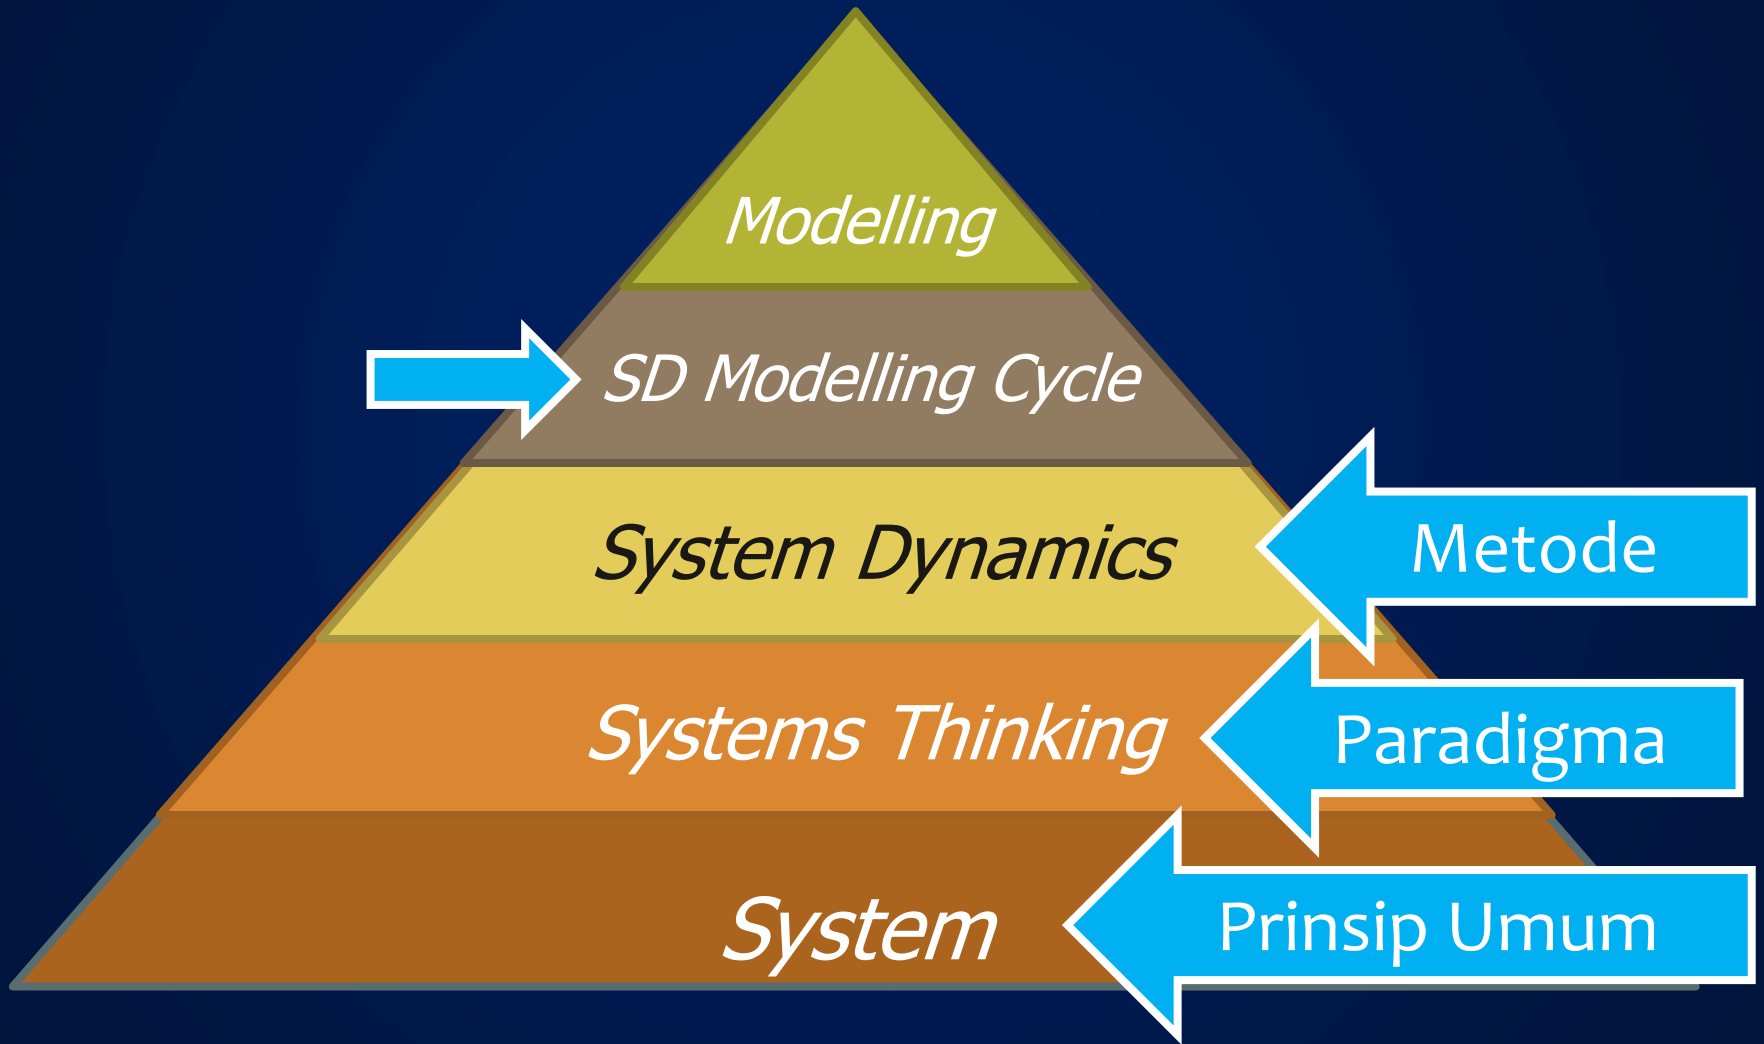 Modelling
SD Modelling Cycle
System Dynamics
Metode
Systems Thinking
Paradigma
System
Prinsip Umum